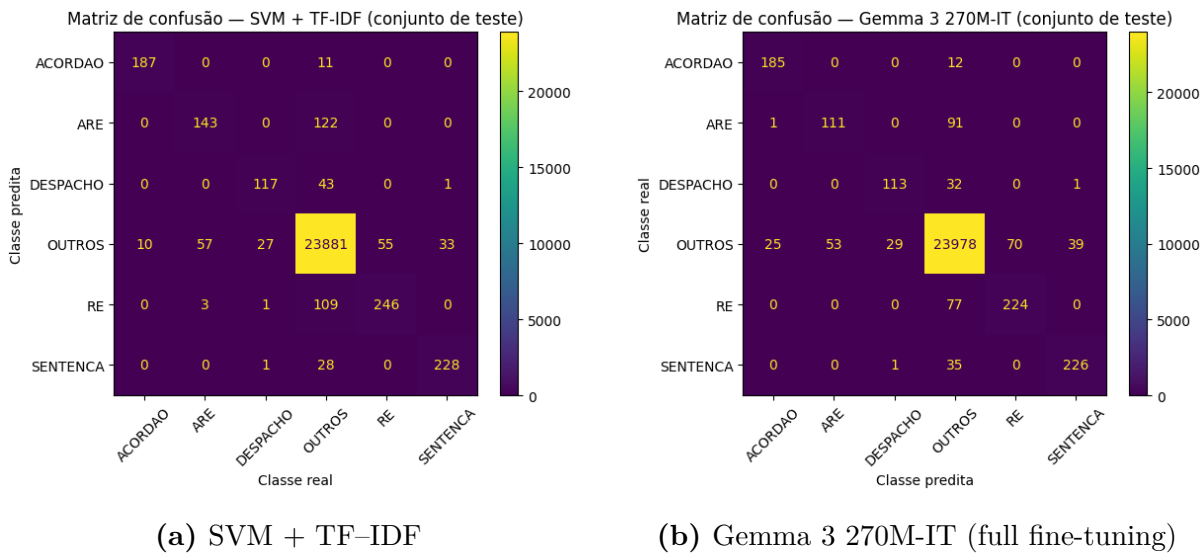 Matriz de confusão — SVM + TF-IDF (conjunto de teste)
Classe predita
ACORDAO 187 0 0 11 0 0
ARE 0 143 0 122 0 0
DESPACHO 0 0 117 43 0 1
OUTROS 10 57 27 23881 55 33
RE 0 3 1 109 246 0
SENTENCA 0 0 1 28 0 228
ACORDAO ARE DESPACHO OUTROS RE SENTENCA
Classe real
20000
15000
10000
5000
0
(a) SVM + TF–IDF
Matriz de confusão — Gemma 3 270M-IT (conjunto de teste)
Classe real
ACORDAO 185 0 0 12 0 0
ARE 1 111 0 91 0 0
DESPACHO 0 0 113 32 0 1
OUTROS 25 53 29 23978 70 39
RE 0 0 0 77 224 0
SENTENCA 0 0 1 35 0 226
ACORDAO ARE DESPACHO OUTROS RE SENTENCA
Classe predita
20000
15000
10000
5000
0
(b) Gemma 3 270M-IT (full fine-tuning)